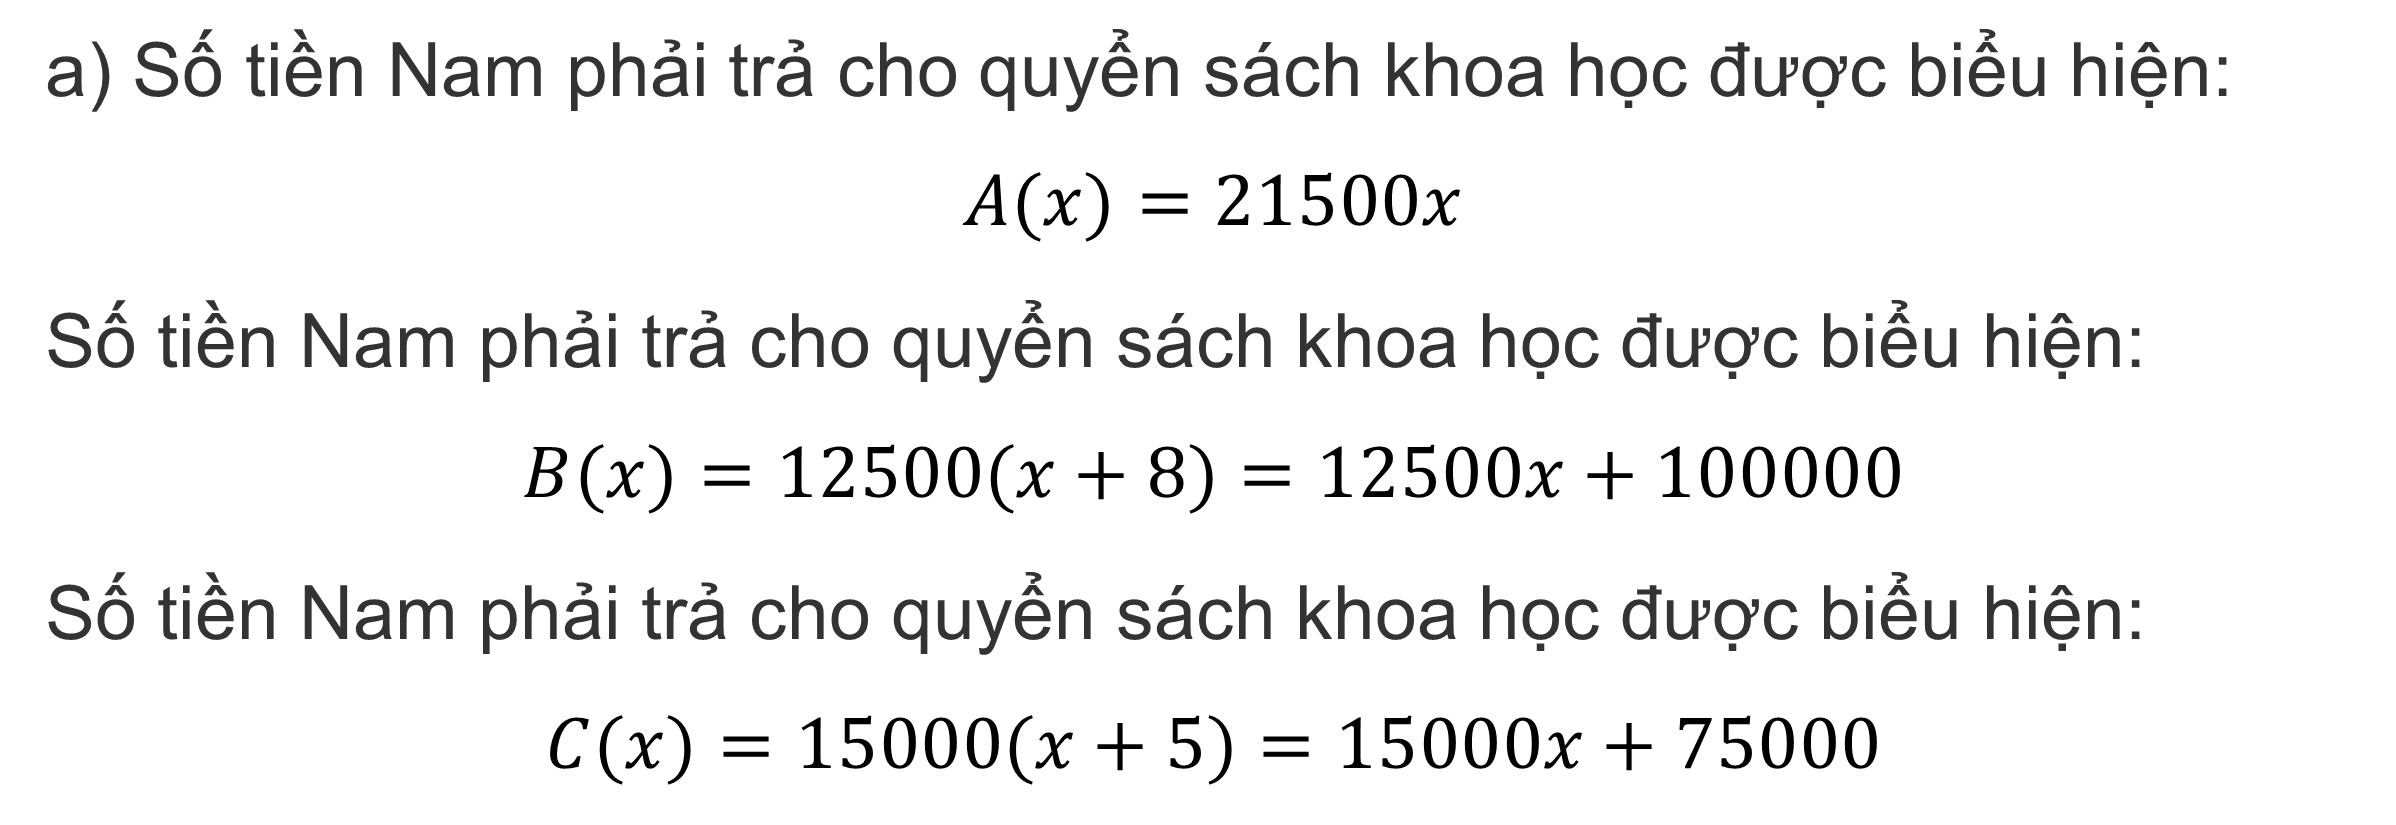 a) Số tiền Nam phải trả cho quyển sách khoa học được biểu hiện:
A(x) = 21500x
Số tiền Nam phải trả cho quyển sách khoa học được biểu hiện:
B(x) = 12500(x + 8) = 12500x + 100000
Số tiền Nam phải trả cho quyển sách khoa học được biểu hiện:
C(x) = 15000(x + 5) = 15000x + 75000